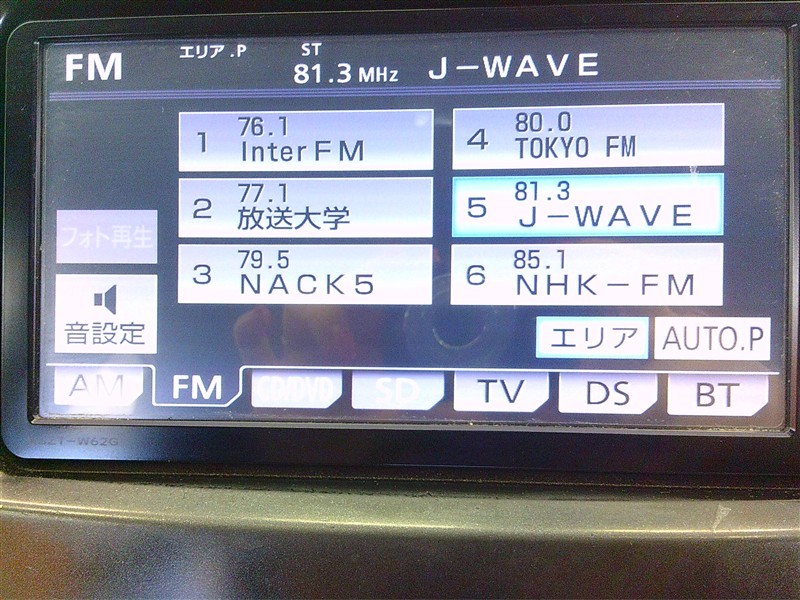 FM エリア.P ST 81.3 MHz J-WAVE
1 76.1 InterFM
2 77.1 放送大学
3 79.5 NACK5
4 80.0 TOKYO FM
5 81.3 J-WAVE
6 85.1 NHK-FM
フォト再生
音設定
エリア AUTO.P
AM FM CD/DVD SD TV DS BT